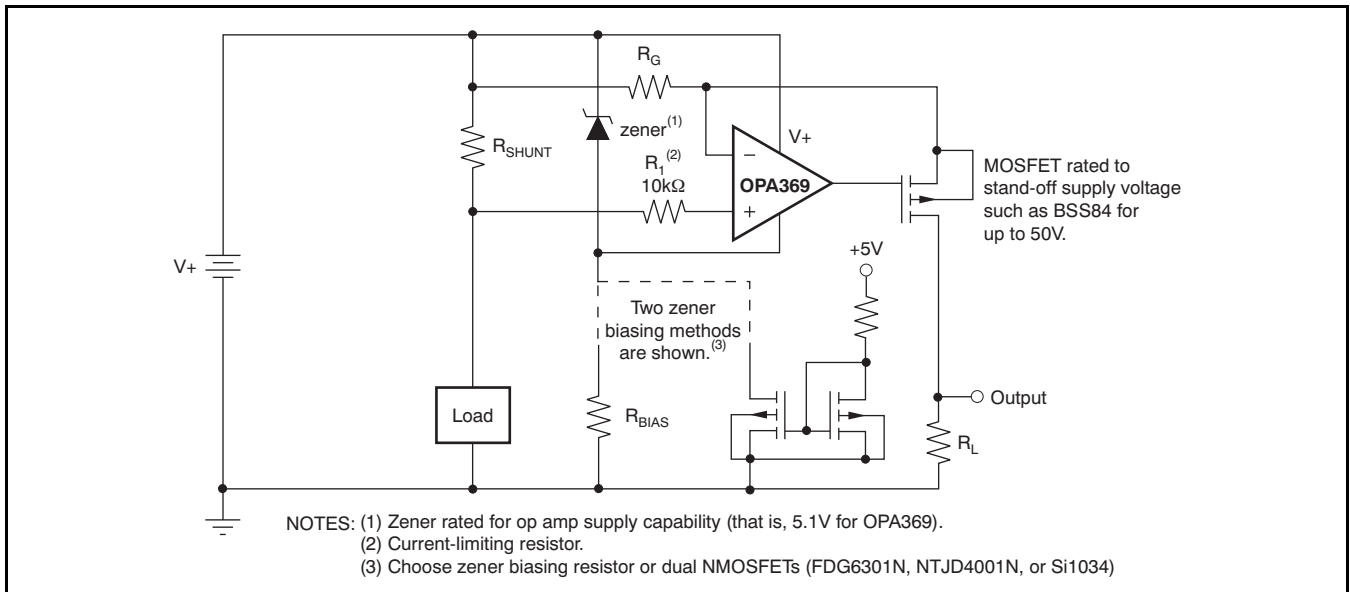 R_G
V+
zener(1)
R_SHUNT
R_1(2)
10kΩ
−
OPA369
+
MOSFET rated to
stand-off supply voltage
such as BSS84 for
up to 50V.
+5V
V+
Two zener
biasing methods
are shown.(3)
Output
Load
R_BIAS
R_L
NOTES: (1) Zener rated for op amp supply capability (that is, 5.1V for OPA369).
(2) Current-limiting resistor.
(3) Choose zener biasing resistor or dual NMOSFETs (FDG6301N, NTJD4001N, or Si1034)